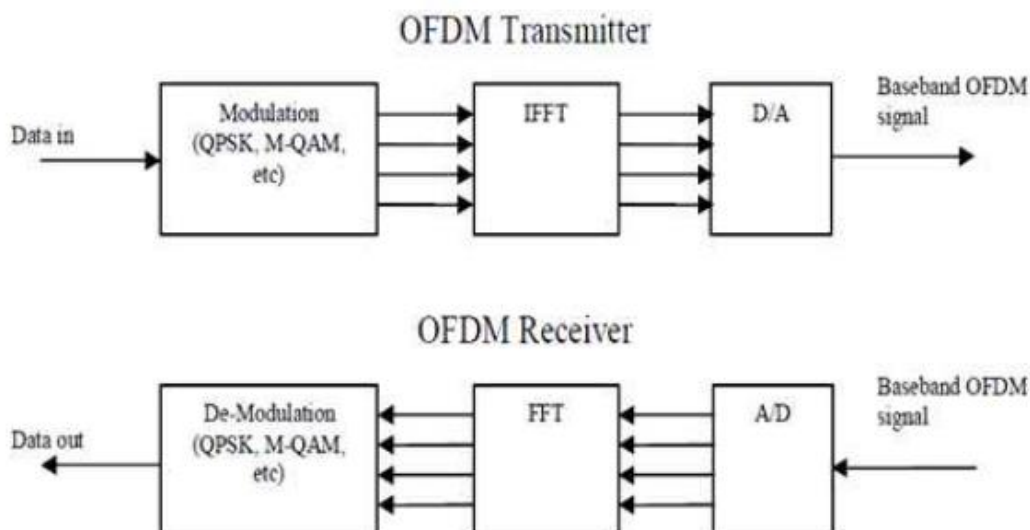 OFDM Transmitter
Data in
Modulation
(QPSK, M-QAM,
etc)
IFFT
D/A
Baseband OFDM
signal
OFDM Receiver
Data out
De-Modulation
(QPSK, M-QAM,
etc)
FFT
A/D
Baseband OFDM
signal